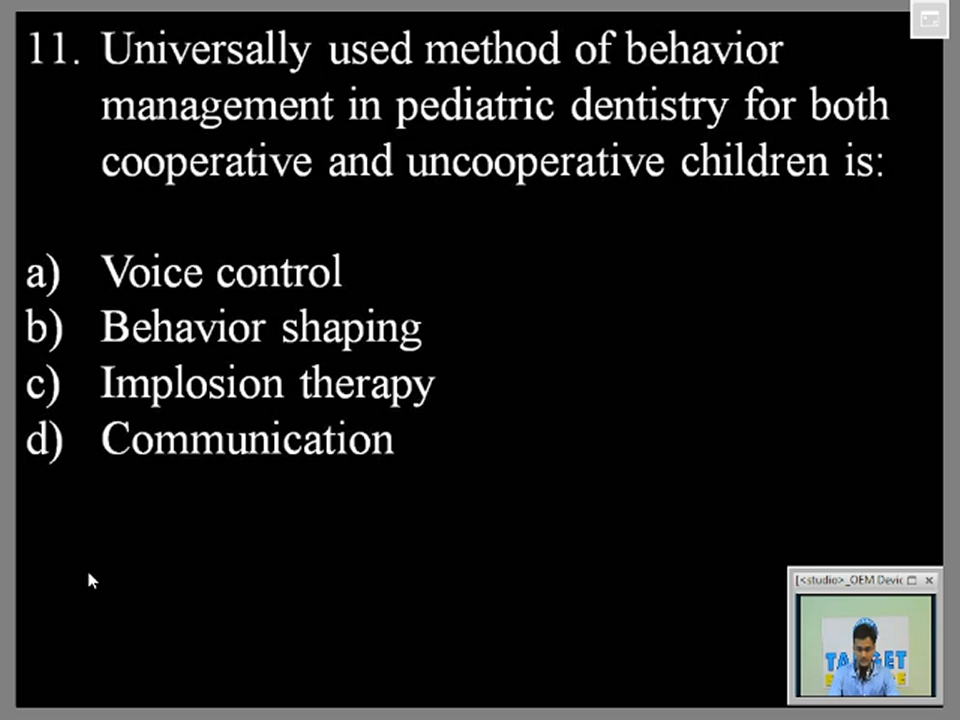 11. Universally used method of behavior
management in pediatric dentistry for both
cooperative and uncooperative children is:
a) Voice control
b) Behavior shaping
c) Implosion therapy
d) Communication
[<studio>_OEM Devic